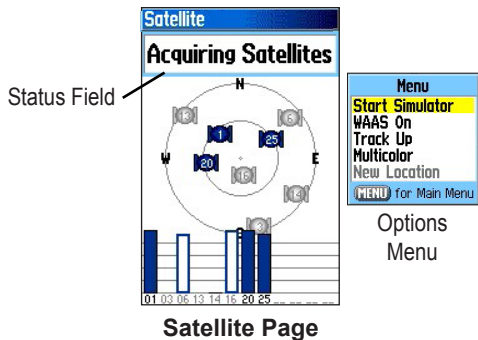 Satellite
Acquiring Satellites
Status Field
N
13
6
1
25
W
20
E
16
14
3
01 03 06 13 14 16 20 25
Satellite Page
Menu
Start Simulator
WAAS On
Track Up
Multicolor
New Location
MENU for Main Menu
Options
Menu